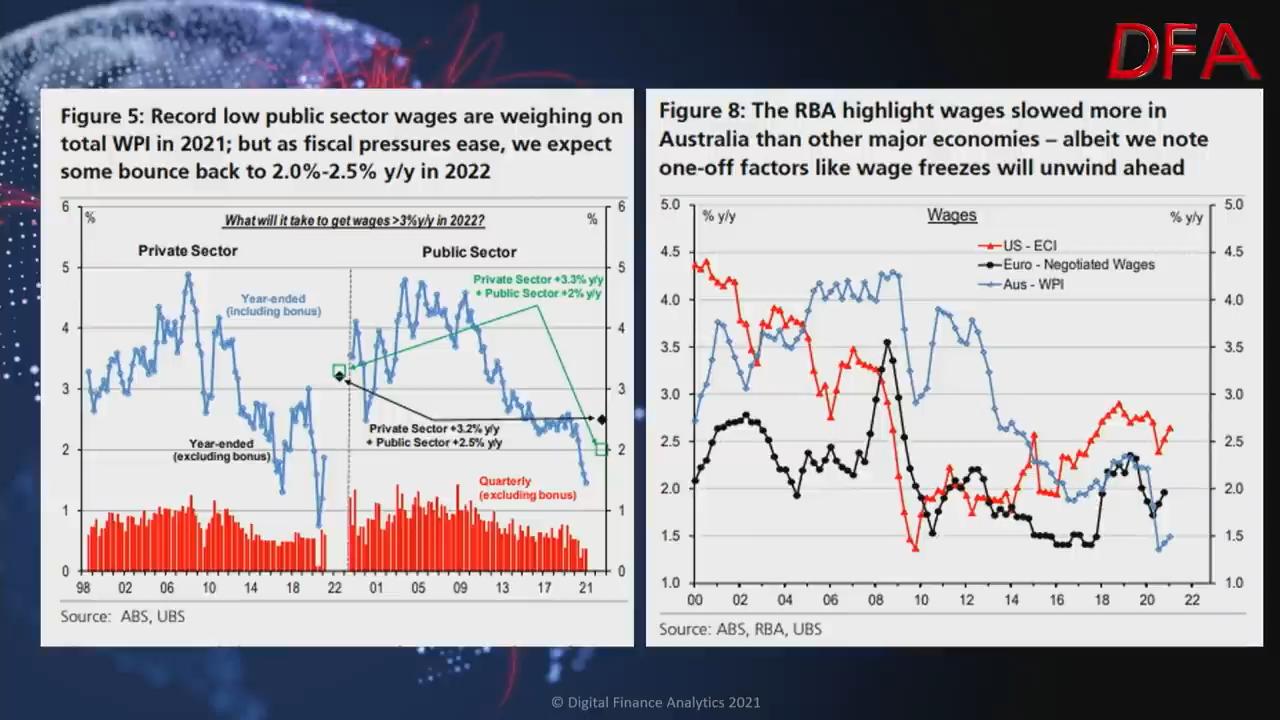 DFA
Figure 5: Record low public sector wages are weighing on
total WPI in 2021; but as fiscal pressures ease, we expect
some bounce back to 2.0%-2.5% y/y in 2022
6
%
What will it take to get wages >3%y/y in 2022?
%
6
Private Sector
Public Sector
5
5
Private Sector +3.3% y/y
+ Public Sector +2% y/y
Year-ended
(including bonus)
4
4
3
3
Private Sector +3.2% y/y
+ Public Sector +2.5% y/y
Year-ended
(excluding bonus)
2
2
Quarterly
(excluding bonus)
1
1
0
0
98 02 06 10 14 18 22 01 05 09 13 17 21
Source: ABS, UBS
Figure 8: The RBA highlight wages slowed more in
Australia than other major economies – albeit we note
one-off factors like wage freezes will unwind ahead
5.0
% y/y
Wages
% y/y
5.0
US - ECI
4.5
4.5
Euro - Negotiated Wages
Aus - WPI
4.0
4.0
3.5
3.5
3.0
3.0
2.5
2.5
2.0
2.0
1.5
1.5
1.0
1.0
00 02 04 06 08 10 12 14 16 18 20 22
Source: ABS, RBA, UBS
© Digital Finance Analytics 2021